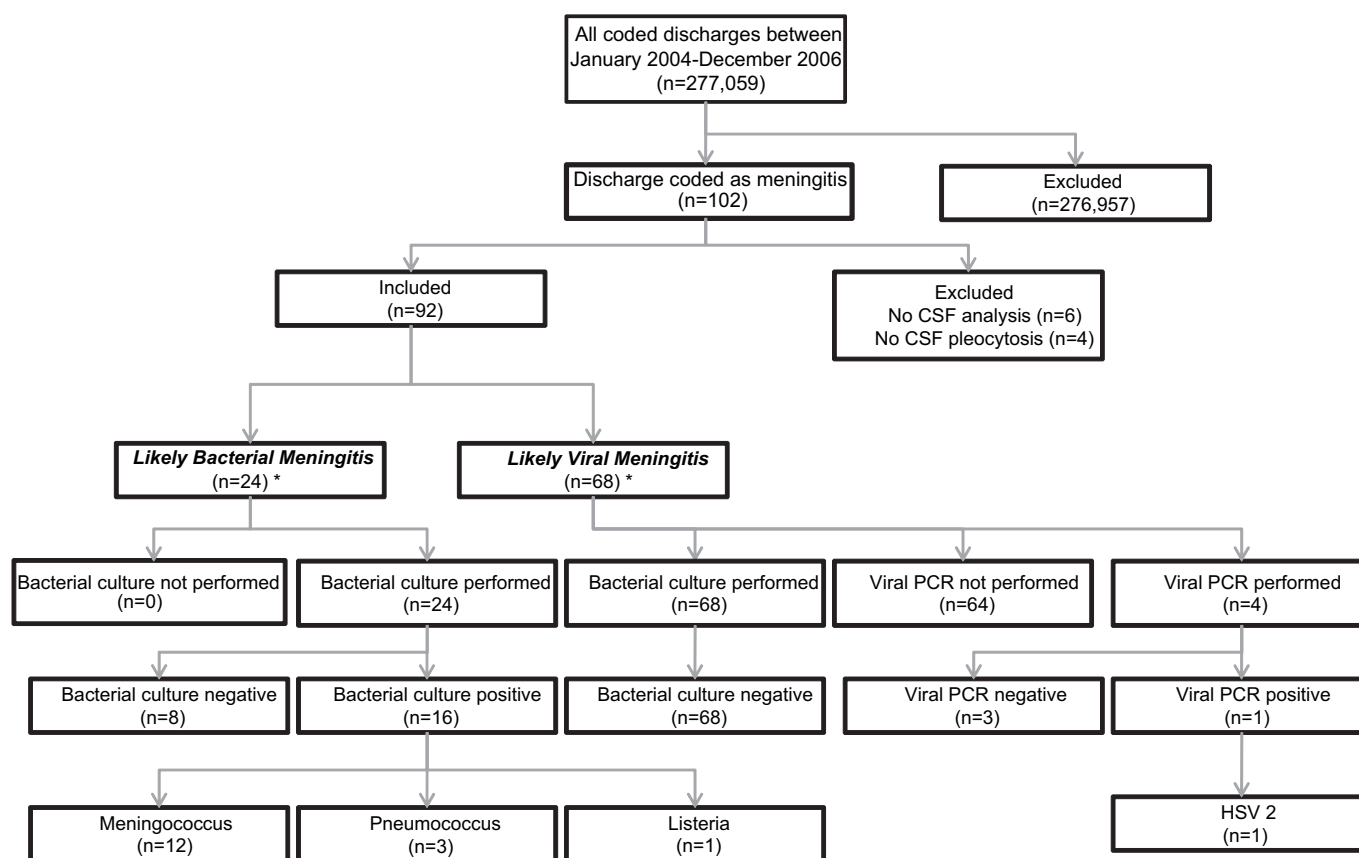 All coded discharges between
January 2004-December 2006
(n=277,059)
Discharge coded as meningitis
(n=102)
Excluded
(n=276,957)
Included
(n=92)
Excluded
No CSF analysis (n=6)
No CSF pleocytosis (n=4)
Likely Bacterial Meningitis
(n=24) *
Likely Viral Meningitis
(n=68) *
Bacterial culture not performed
(n=0)
Bacterial culture performed
(n=24)
Bacterial culture performed
(n=68)
Viral PCR not performed
(n=64)
Viral PCR performed
(n=4)
Bacterial culture negative
(n=8)
Bacterial culture positive
(n=16)
Bacterial culture negative
(n=68)
Viral PCR negative
(n=3)
Viral PCR positive
(n=1)
Meningococcus
(n=12)
Pneumococcus
(n=3)
Listeria
(n=1)
HSV 2
(n=1)